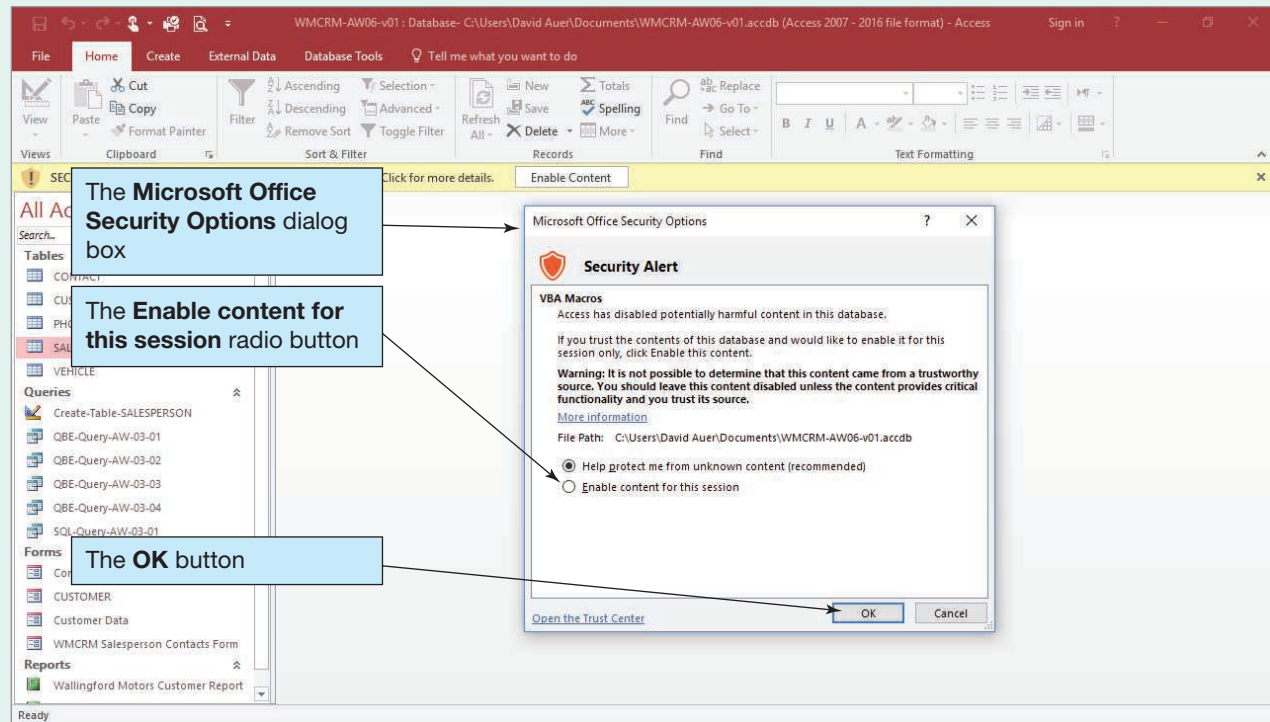 WMCRM-AW06-v01 : Database- C:\Users\David Auer\Documents\WMCRM-AW06-v01.accdb (Access 2007 - 2016 file format) - Access Sign in ?
File Home Create External Data Database Tools Tell me what you want to do
View
Views
Paste
Cut
Copy
Format Painter
Clipboard
Filter
Ascending
Descending
Remove Sort
Selection
Advanced
Toggle Filter
Sort & Filter
Refresh
All
New
Save
Delete
Totals
Spelling
More
Records
Find
Replace
Go To
Select
Find
B I U A
Text Formatting
SEC
Click for more details. Enable Content
The Microsoft Office
Security Options dialog
box
The Enable content for
this session radio button
The OK button
All Ac
Search...
Tables
CONTACT
CUS
PHO
SAL
VEHICLE
Queries
Create-Table-SALESPERSON
QBE-Query-AW-03-01
QBE-Query-AW-03-02
QBE-Query-AW-03-03
QBE-Query-AW-03-04
SQL-Query-AW-03-01
Forms
Con
CUSTOMER
Customer Data
WMCRM Salesperson Contacts Form
Reports
Wallingford Motors Customer Report
Ready
Microsoft Office Security Options ?
Security Alert
VBA Macros
Access has disabled potentially harmful content in this database.
If you trust the contents of this database and would like to enable it for this
session only, click Enable this content.
Warning: It is not possible to determine that this content came from a trustworthy
source. You should leave this content disabled unless the content provides critical
functionality and you trust its source.
More information
File Path: C:\Users\David Auer\Documents\WMCRM-AW06-v01.accdb
Help protect me from unknown content (recommended)
Enable content for this session
Open the Trust Center
OK Cancel